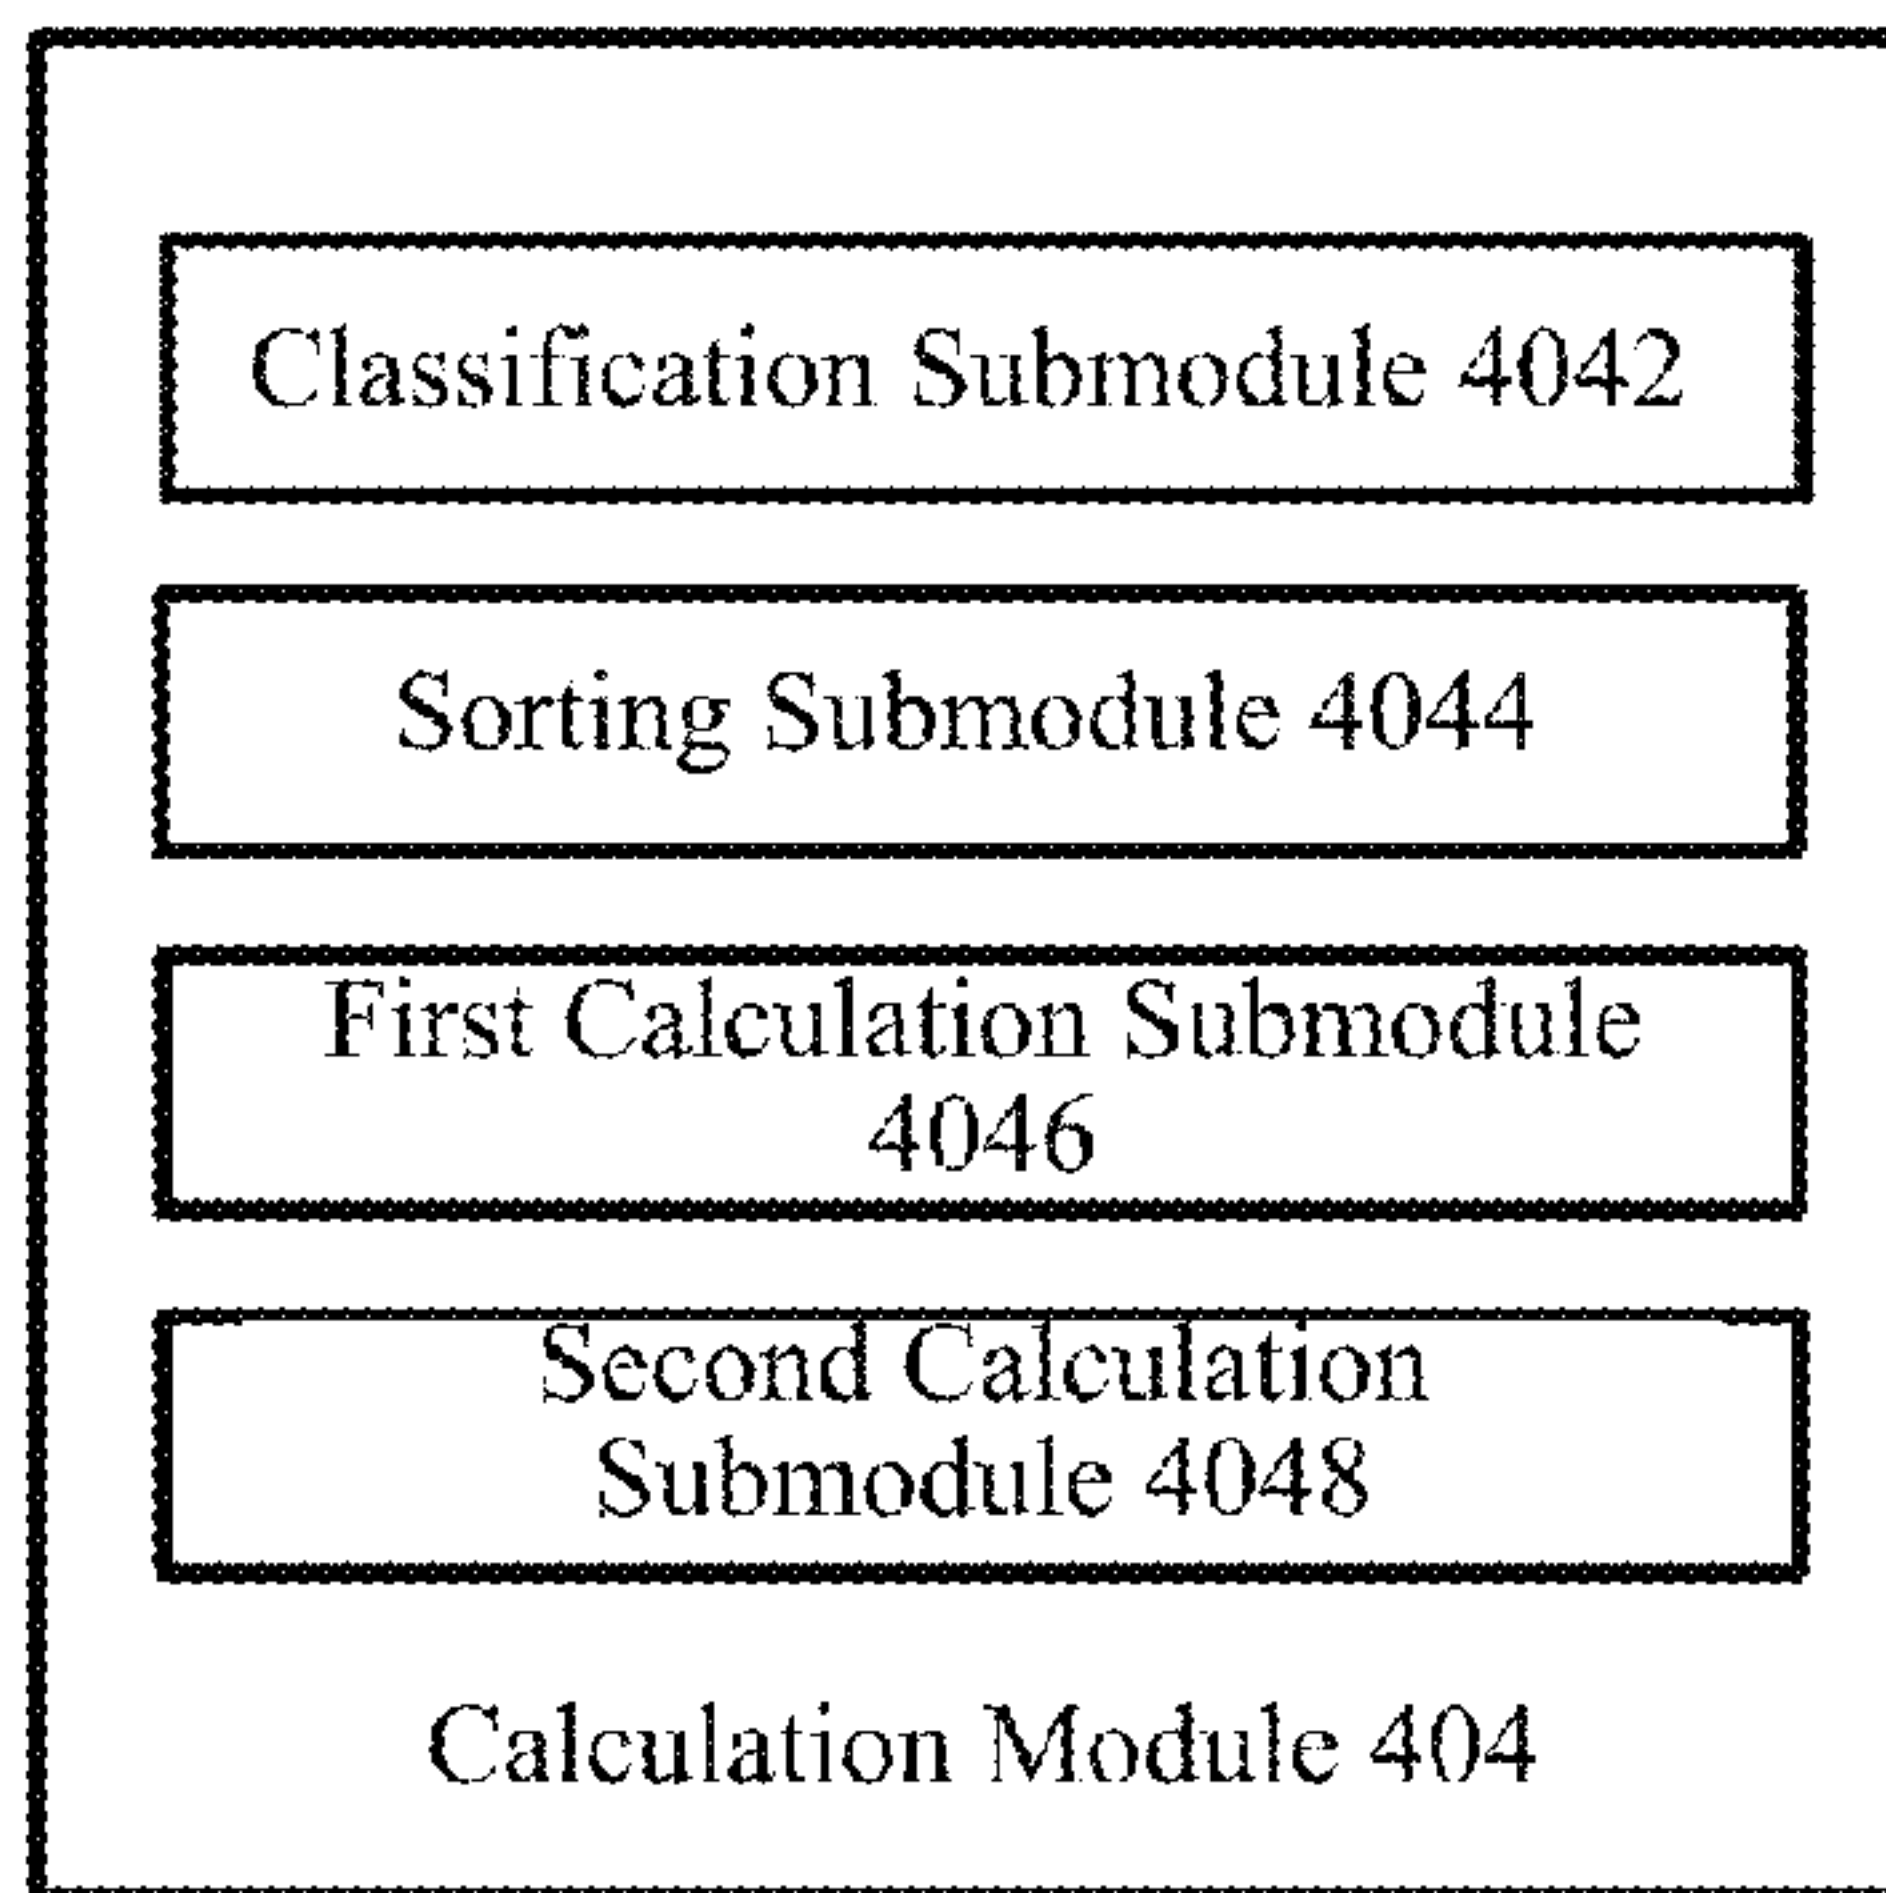 Classification Submodule 4042
Sorting Submodule 4044
First Calculation Submodule
4046
Second Calculation
Submodule 4048
Calculation Module 404